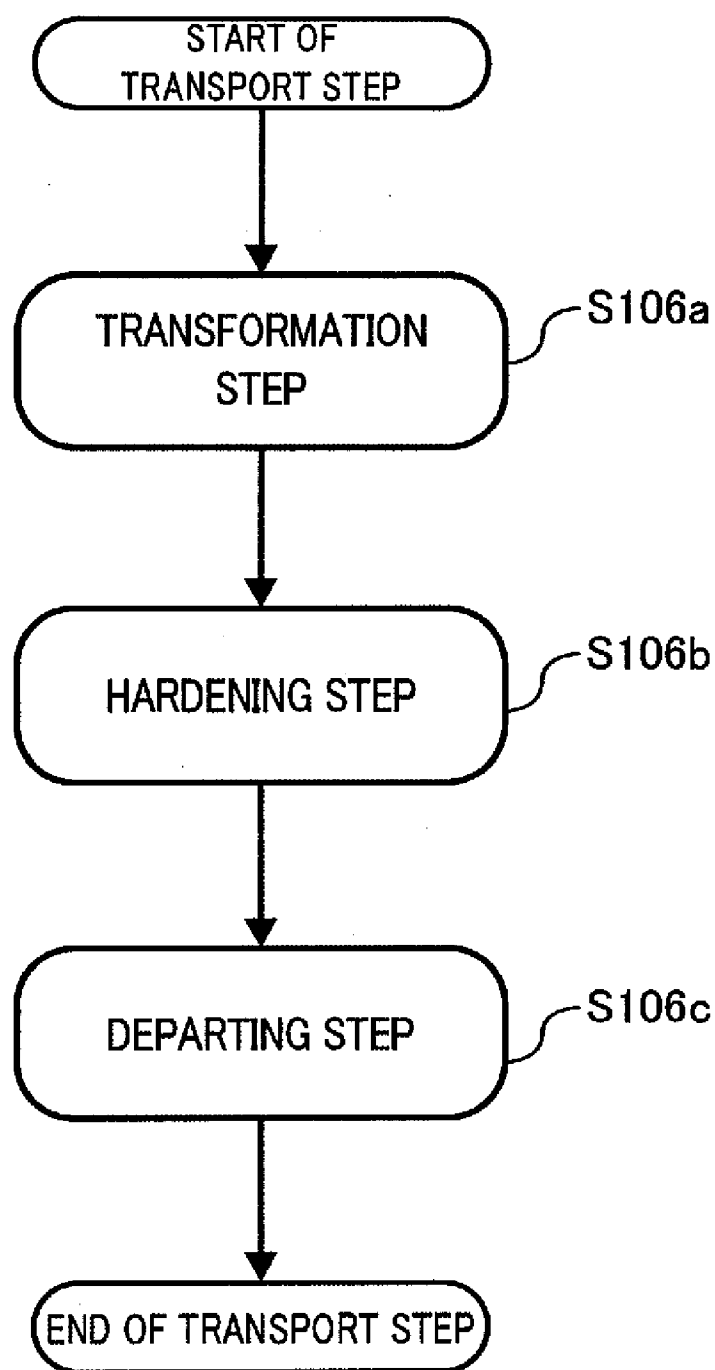 START OF
TRANSPORT STEP
TRANSFORMATION
STEP
S106a
HARDENING STEP
S106b
DEPARTING STEP
S106c
END OF TRANSPORT STEP